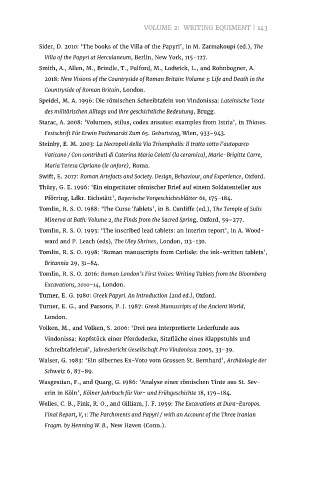 VOLUME 2: WRITING EQUIMENT | 143
Sider, D. 2010: ‘The books of the Villa of the Papyri’, in M. Zarmakoupi (ed.), The
Villa of the Papyri at Herculaneum, Berlin, New York, 115–127.
Smith, A., Allen, M., Brindle, T., Fulford, M., Lodwick, L., and Rohnbogner, A.
2018: New Visions of the Countryside of Roman Britain: Volume 3: Life and Death in the
Countryside of Roman Britain, London.
Speidel, M. A. 1996: Die römischen Schreibtafeln von Vindonissa: Lateinische Texte
des militärischen Alltags und ihre geschichtliche Bedeutung, Brugg.
Starac, A. 2008: ‘Volumen, stilus, codex ansatus: examples from Istria’, in Thiasos.
Festschrift Für Erwin Pochmarski Zum 65. Geburtstag, Wien, 933–943.
Steinby, E. M. 2003: La Necropoli della Via Triumphalis: Il tratto sotto l'autoparco
Vaticano / Con contributi di Caterina Maria Coletti (la ceramica), Marie-Brigitte Carre,
Maria Teresa Cipriano (le anfore), Roma.
Swift, E. 2017: Roman Artefacts and Society. Design, Behaviour, and Experience, Oxford.
Thüry, G. E. 1996: ‘Ein eingeritzter römischer Brief auf einem Soldatenteller aus
Pförring, Ldkr. Eichstätt’, Bayerische Vorgeschichtsblätter 61, 175–184.
Tomlin, R. S. O. 1988: ‘The Curse Tablets’, in B. Cunliffe (ed.), The Temple of Sulis
Minerva at Bath: Volume 2, the Finds from the Sacred Spring, Oxford, 59–277.
Tomlin, R. S. O. 1993: ‘The inscribed lead tablets: an interim report’, in A. Wood-
ward and P. Leach (eds), The Uley Shrines, London, 113–130.
Tomlin, R. S. O. 1998: ‘Roman manuscripts from Carlisle: the ink-written tablets’,
Britannia 29, 31–84.
Tomlin, R. S. O. 2016: Roman London’s First Voices: Writing Tablets from the Bloomberg
Excavations, 2010–14, London.
Turner, E. G. 1980: Greek Papyri. An Introduction (2nd ed.), Oxford.
Turner, E. G., and Parsons, P. J. 1987: Greek Manuscripts of the Ancient World,
London.
Volken, M., and Volken, S. 2006: ‘Drei neu interpretierte Lederfunde aus
Vindonissa: Kopfstück einer Pferdedecke, Sitzfläche eines Klappstuhls und
Schreibtafeletui’, Jahresbericht Gesellschaft Pro Vindonissa 2005, 33–39.
Walser, G. 1983: ‘Ein silbernes Ex-Voto vom Grossen St. Bernhard’, Archäologie der
Schweiz 6, 87–89.
Wasgestian, F., and Quarg, G. 1986: ‘Analyse einer römischen Tinte aus St. Sev-
erin in Köln’, Kölner Jahrbuch für Vor– und Frühgeschichte 18, 179–184.
Welles, C. B., Fink, R. O., and Gilliam, J. F. 1959: The Excavations at Dura-Europos.
Final Report, V, 1: The Parchments and Papyri / with an Account of the Three Iranian
Fragm. by Henning W. B., New Haven (Conn.).